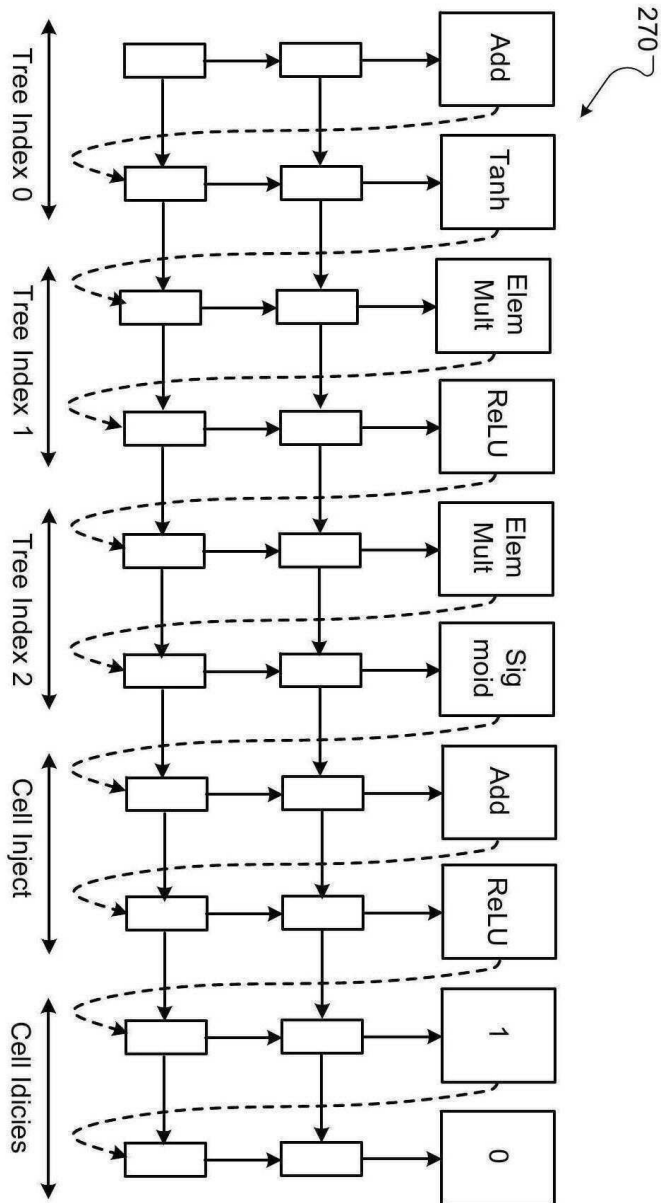 270
Add
Tanh
Elem
Mult
ReLU
Elem
Mult
Sig
moid
Add
ReLU
1
0
Tree Index 0
Tree Index 1
Tree Index 2
Cell Inject
Cell Idicies